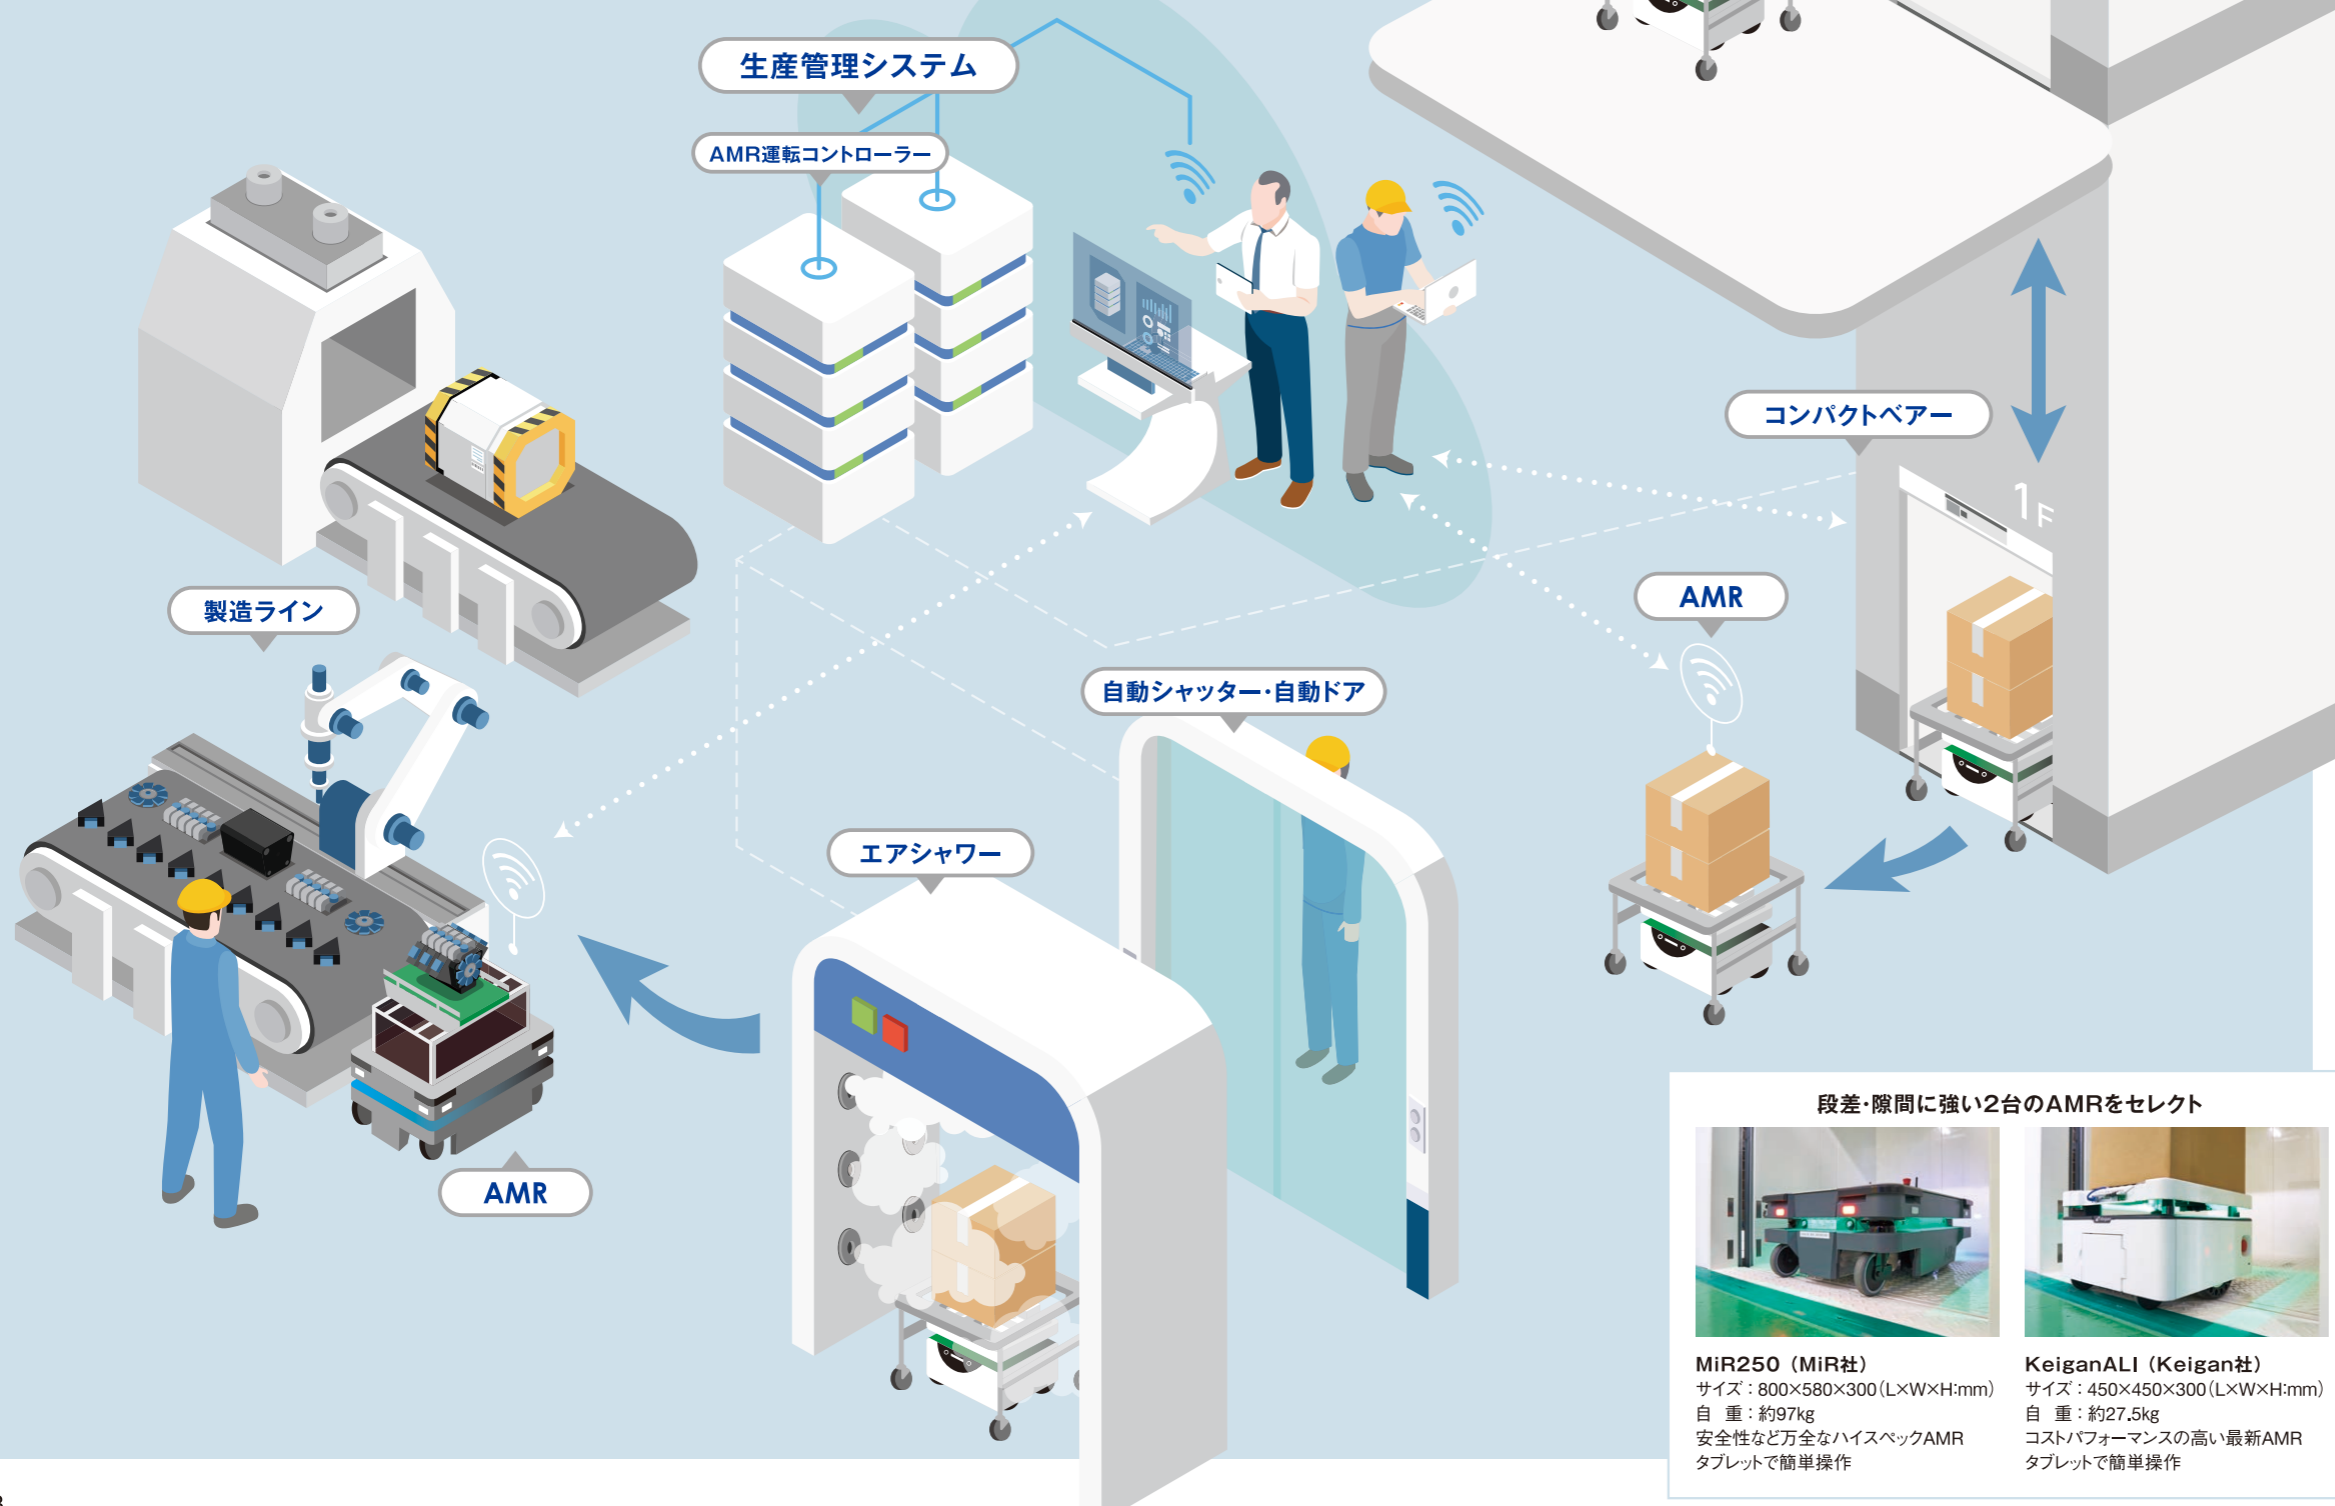 生産管理システム
AMR運転コントローラー
コンパクトベアー
1F
製造ライン
AMR
自動シャッター・自動ドア
エアシャワー
AMR
段差・隙間に強い2台のAMRをセレクト
MiR250（MiR社）
サイズ：800×580×300（L×W×H:mm）
自　重：約97kg
安全性など万全なハイスペックAMR
タブレットで簡単操作
KeiganALI（Keigan社）
サイズ：450×450×300（L×W×H:mm）
自　重：約27.5kg
コストパフォーマンスの高い最新AMR
タブレットで簡単操作